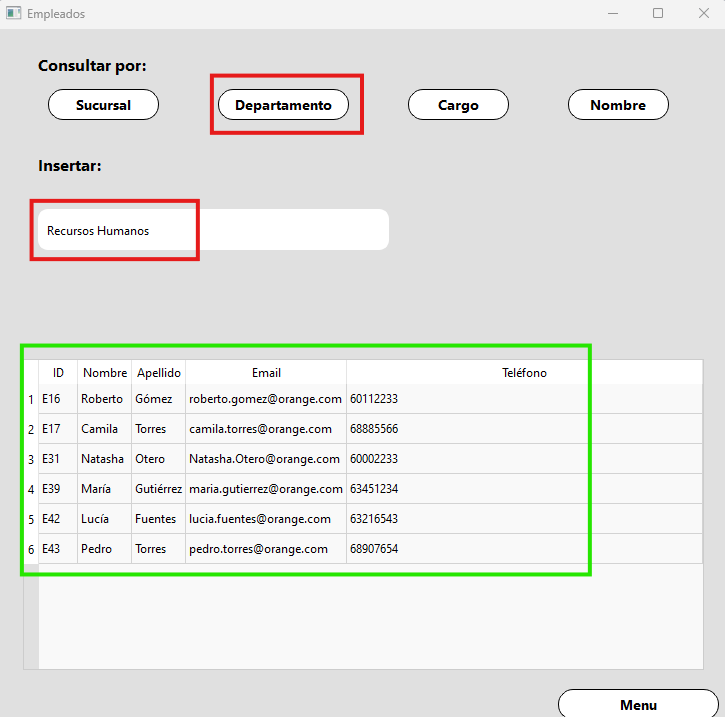 Empleados
Consultar por:
Sucursal Departamento Cargo Nombre
Insertar:
Recursos Humanos
ID Nombre Apellido Email Teléfono
1 E16 Roberto Gómez roberto.gomez@orange.com 60112233
2 E17 Camila Torres camila.torres@orange.com 68885566
3 E31 Natasha Otero Natasha.Otero@orange.com 60002233
4 E39 María Gutiérrez maria.gutierrez@orange.com 63451234
5 E42 Lucía Fuentes lucia.fuentes@orange.com 63216543
6 E43 Pedro Torres pedro.torres@orange.com 68907654
Menu